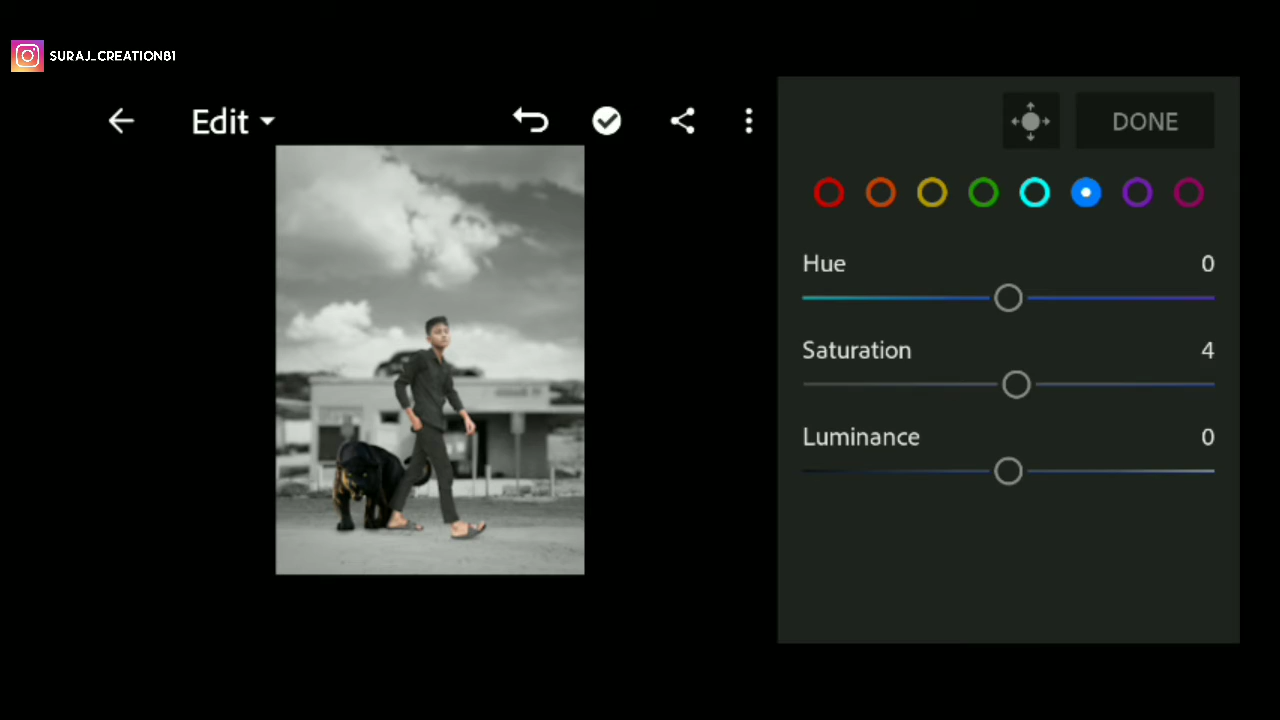 SURAJ_CREATION81
Edit
DONE
Hue 0
Saturation 4
Luminance 0